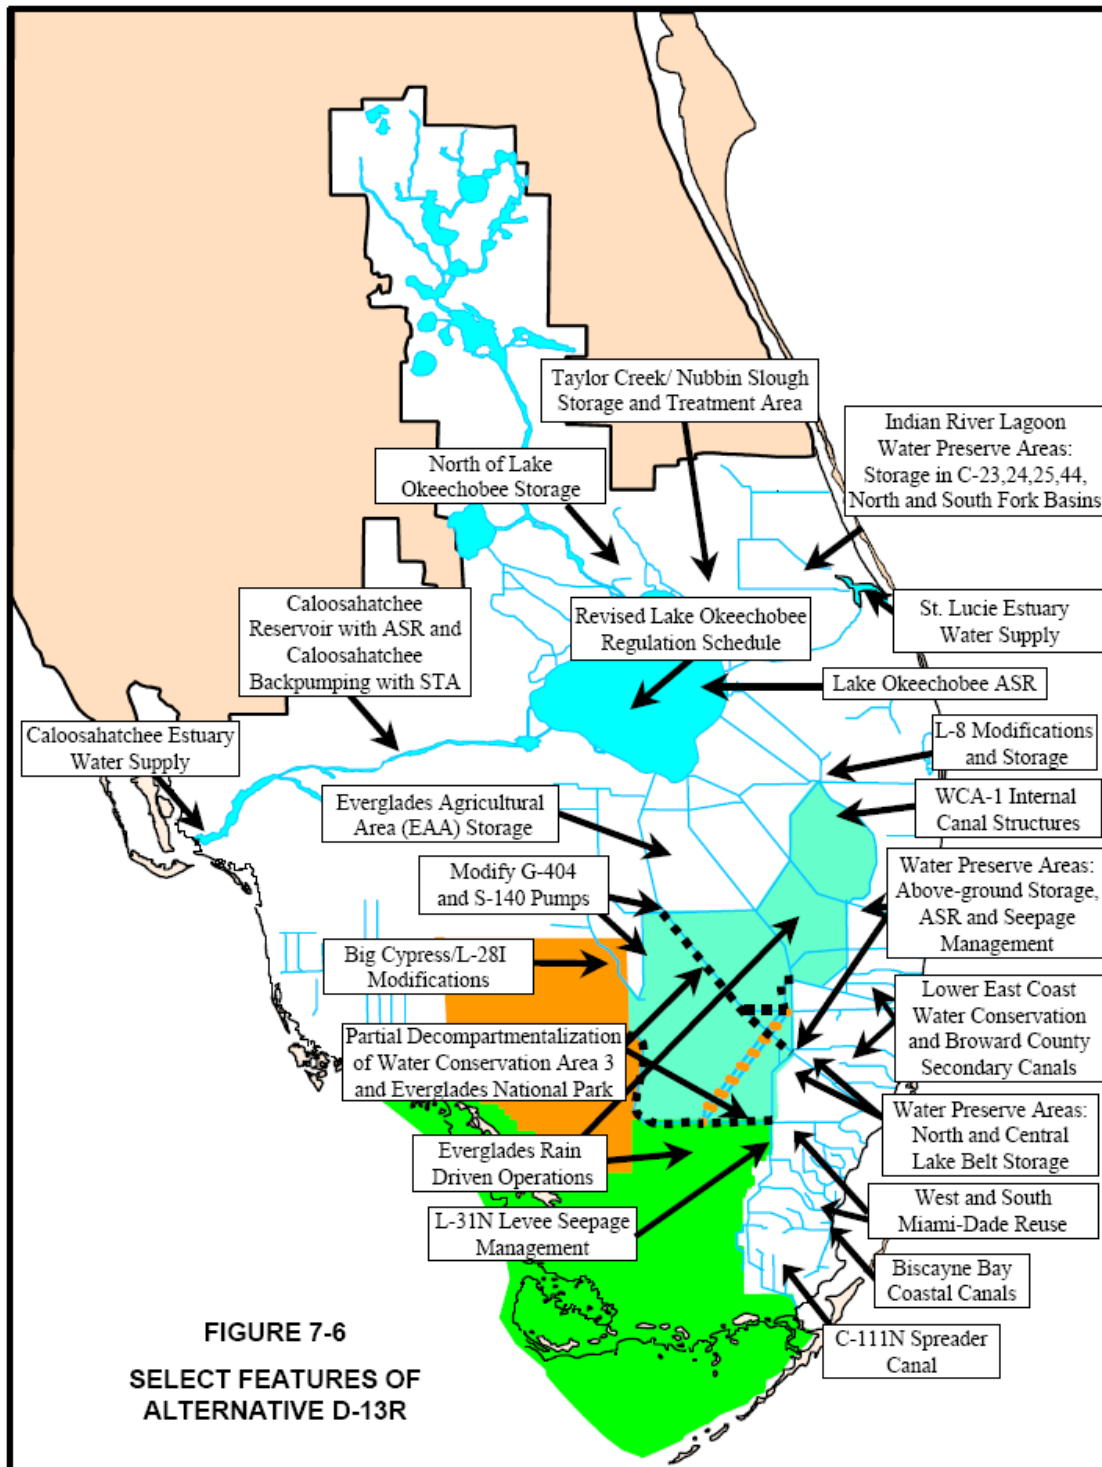 Taylor Creek/ Nubbin Slough
Storage and Treatment Area
Indian River Lagoon
Water Preserve Areas:
Storage in C-23,24,25,44,
North and South Fork Basins
North of Lake
Okeechobee Storage
Caloosahatchee
Reservoir with ASR and
Caloosahatchee
Backpumping with STA
Revised Lake Okeechobee
Regulation Schedule
St. Lucie Estuary
Water Supply
Lake Okeechobee ASR
Caloosahatchee Estuary
Water Supply
L-8 Modifications
and Storage
Everglades Agricultural
Area (EAA) Storage
WCA-1 Internal
Canal Structures
Modify G-404
and S-140 Pumps
Water Preserve Areas:
Above-ground Storage,
ASR and Seepage
Management
Big Cypress/L-28I
Modifications
Lower East Coast
Water Conservation
and Broward County
Secondary Canals
Partial Decompartmentalization
of Water Conservation Area 3
and Everglades National Park
Water Preserve Areas:
North and Central
Lake Belt Storage
Everglades Rain
Driven Operations
West and South
Miami-Dade Reuse
L-31N Levee Seepage
Management
Biscayne Bay
Coastal Canals
C-111N Spreader
Canal
FIGURE 7-6
SELECT FEATURES OF
ALTERNATIVE D-13R